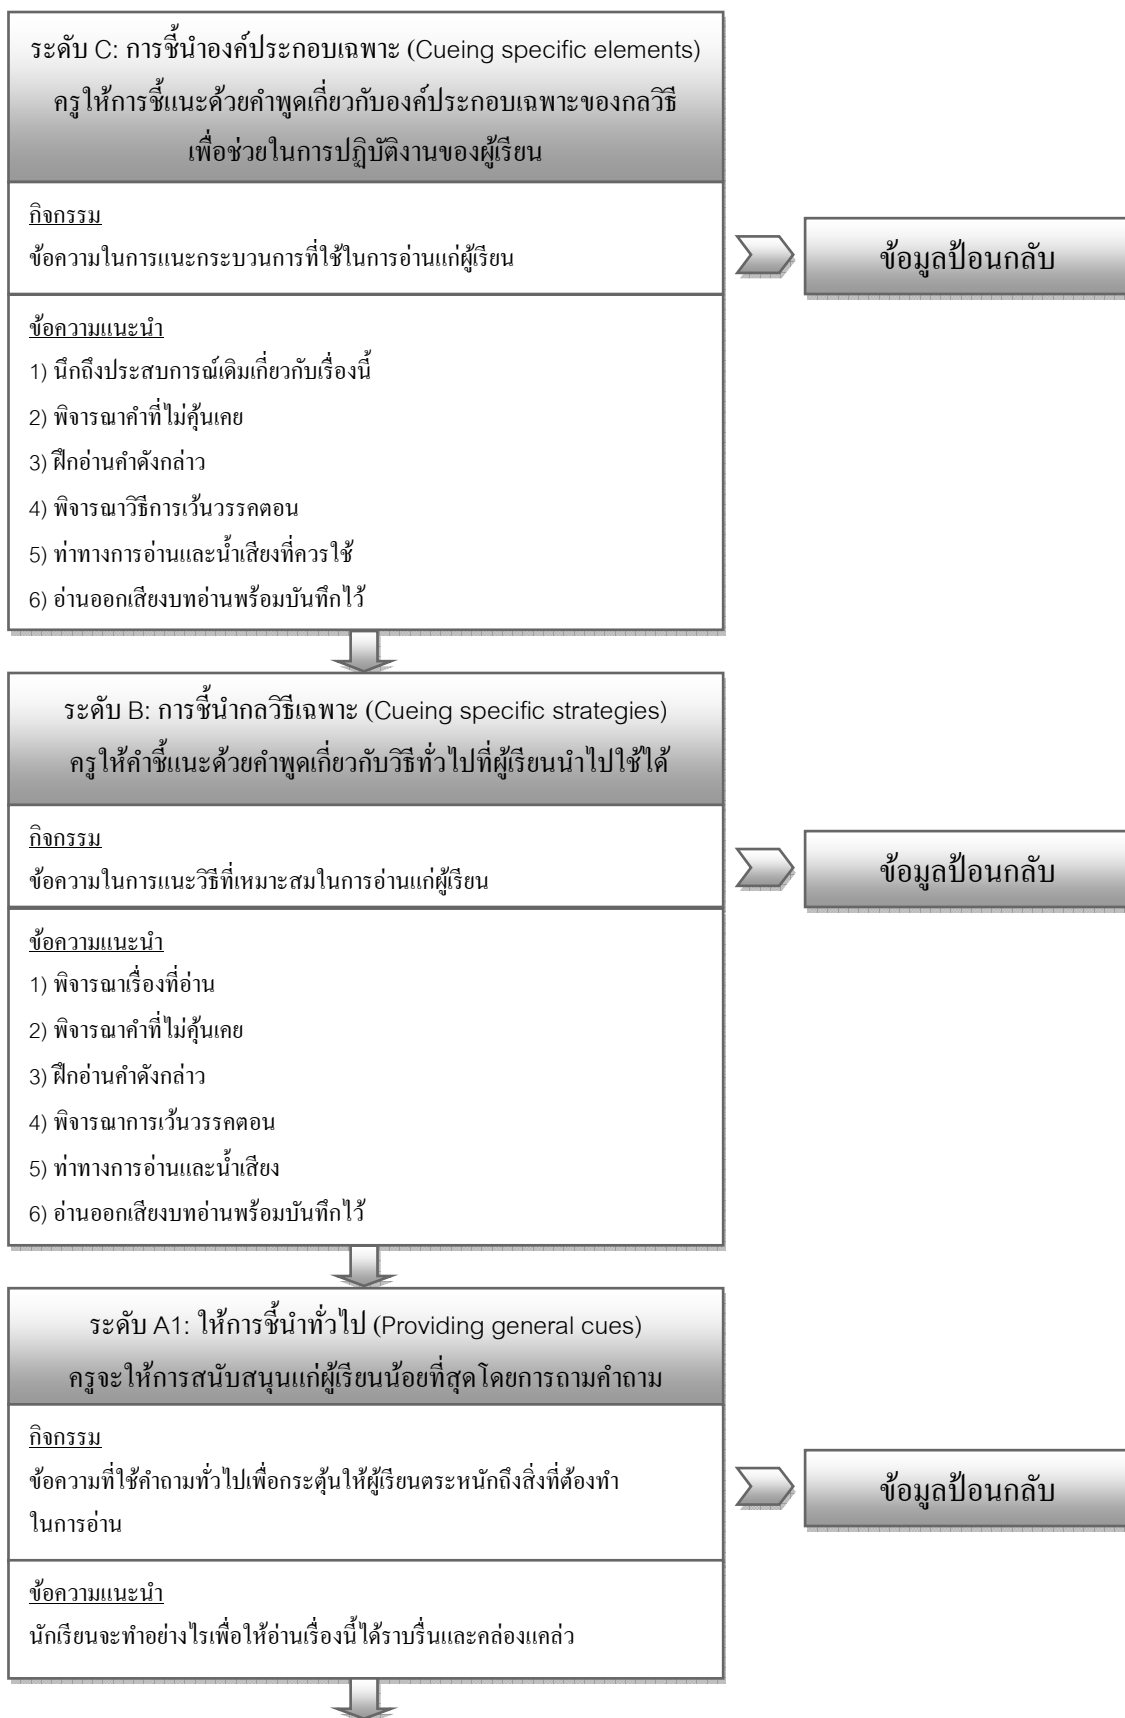 ระดับ C: การชี้นำองค์ประกอบเฉพาะ (Cueing specific elements)
ครูให้การชี้แนะด้วยคำพูดเกี่ยวกับองค์ประกอบเฉพาะของกลวิธี
เพื่อช่วยในการปฏิบัติงานของผู้เรียน
กิจกรรม
ข้อความในการแนะกระบวนการที่ใช้ในการอ่านแก่ผู้เรียน
ข้อมูลป้อนกลับ
ข้อความแนะนำ
1) นึกถึงประสบการณ์เดิมเกี่ยวกับเรื่องนี้
2) พิจารณาคำที่ไม่คุ้นเคย
3) ฝึกอ่านคำดังกล่าว
4) พิจารณาวิธีการเว้นวรรคตอน
5) ท่าทางการอ่านและน้ำเสียงที่ควรใช้
6) อ่านออกเสียงบทอ่านพร้อมบันทึกไว้
ระดับ B: การชี้นำกลวิธีเฉพาะ (Cueing specific strategies)
ครูให้คำชี้แนะด้วยคำพูดเกี่ยวกับวิธีทั่วไปที่ผู้เรียนนำไปใช้ได้
กิจกรรม
ข้อความในการแนะวิธีที่เหมาะสมในการอ่านแก่ผู้เรียน
ข้อมูลป้อนกลับ
ข้อความแนะนำ
1) พิจารณาเรื่องที่อ่าน
2) พิจารณาคำที่ไม่คุ้นเคย
3) ฝึกอ่านคำดังกล่าว
4) พิจารณาการเว้นวรรคตอน
5) ท่าทางการอ่านและน้ำเสียง
6) อ่านออกเสียงบทอ่านพร้อมบันทึกไว้
ระดับ A1: ให้การชี้นำทั่วไป (Providing general cues)
ครูจะให้การสนับสนุนแก่ผู้เรียนน้อยที่สุดโดยการถามคำถาม
กิจกรรม
ข้อความที่ใช้คำถามทั่วไปเพื่อกระตุ้นให้ผู้เรียนตระหนักถึงสิ่งที่ต้องทำ
ในการอ่าน
ข้อมูลป้อนกลับ
ข้อความแนะนำ
นักเรียนจะทำอย่างไรเพื่อให้อ่านเรื่องนี้ได้ราบรื่นและคล่องแคล่ว